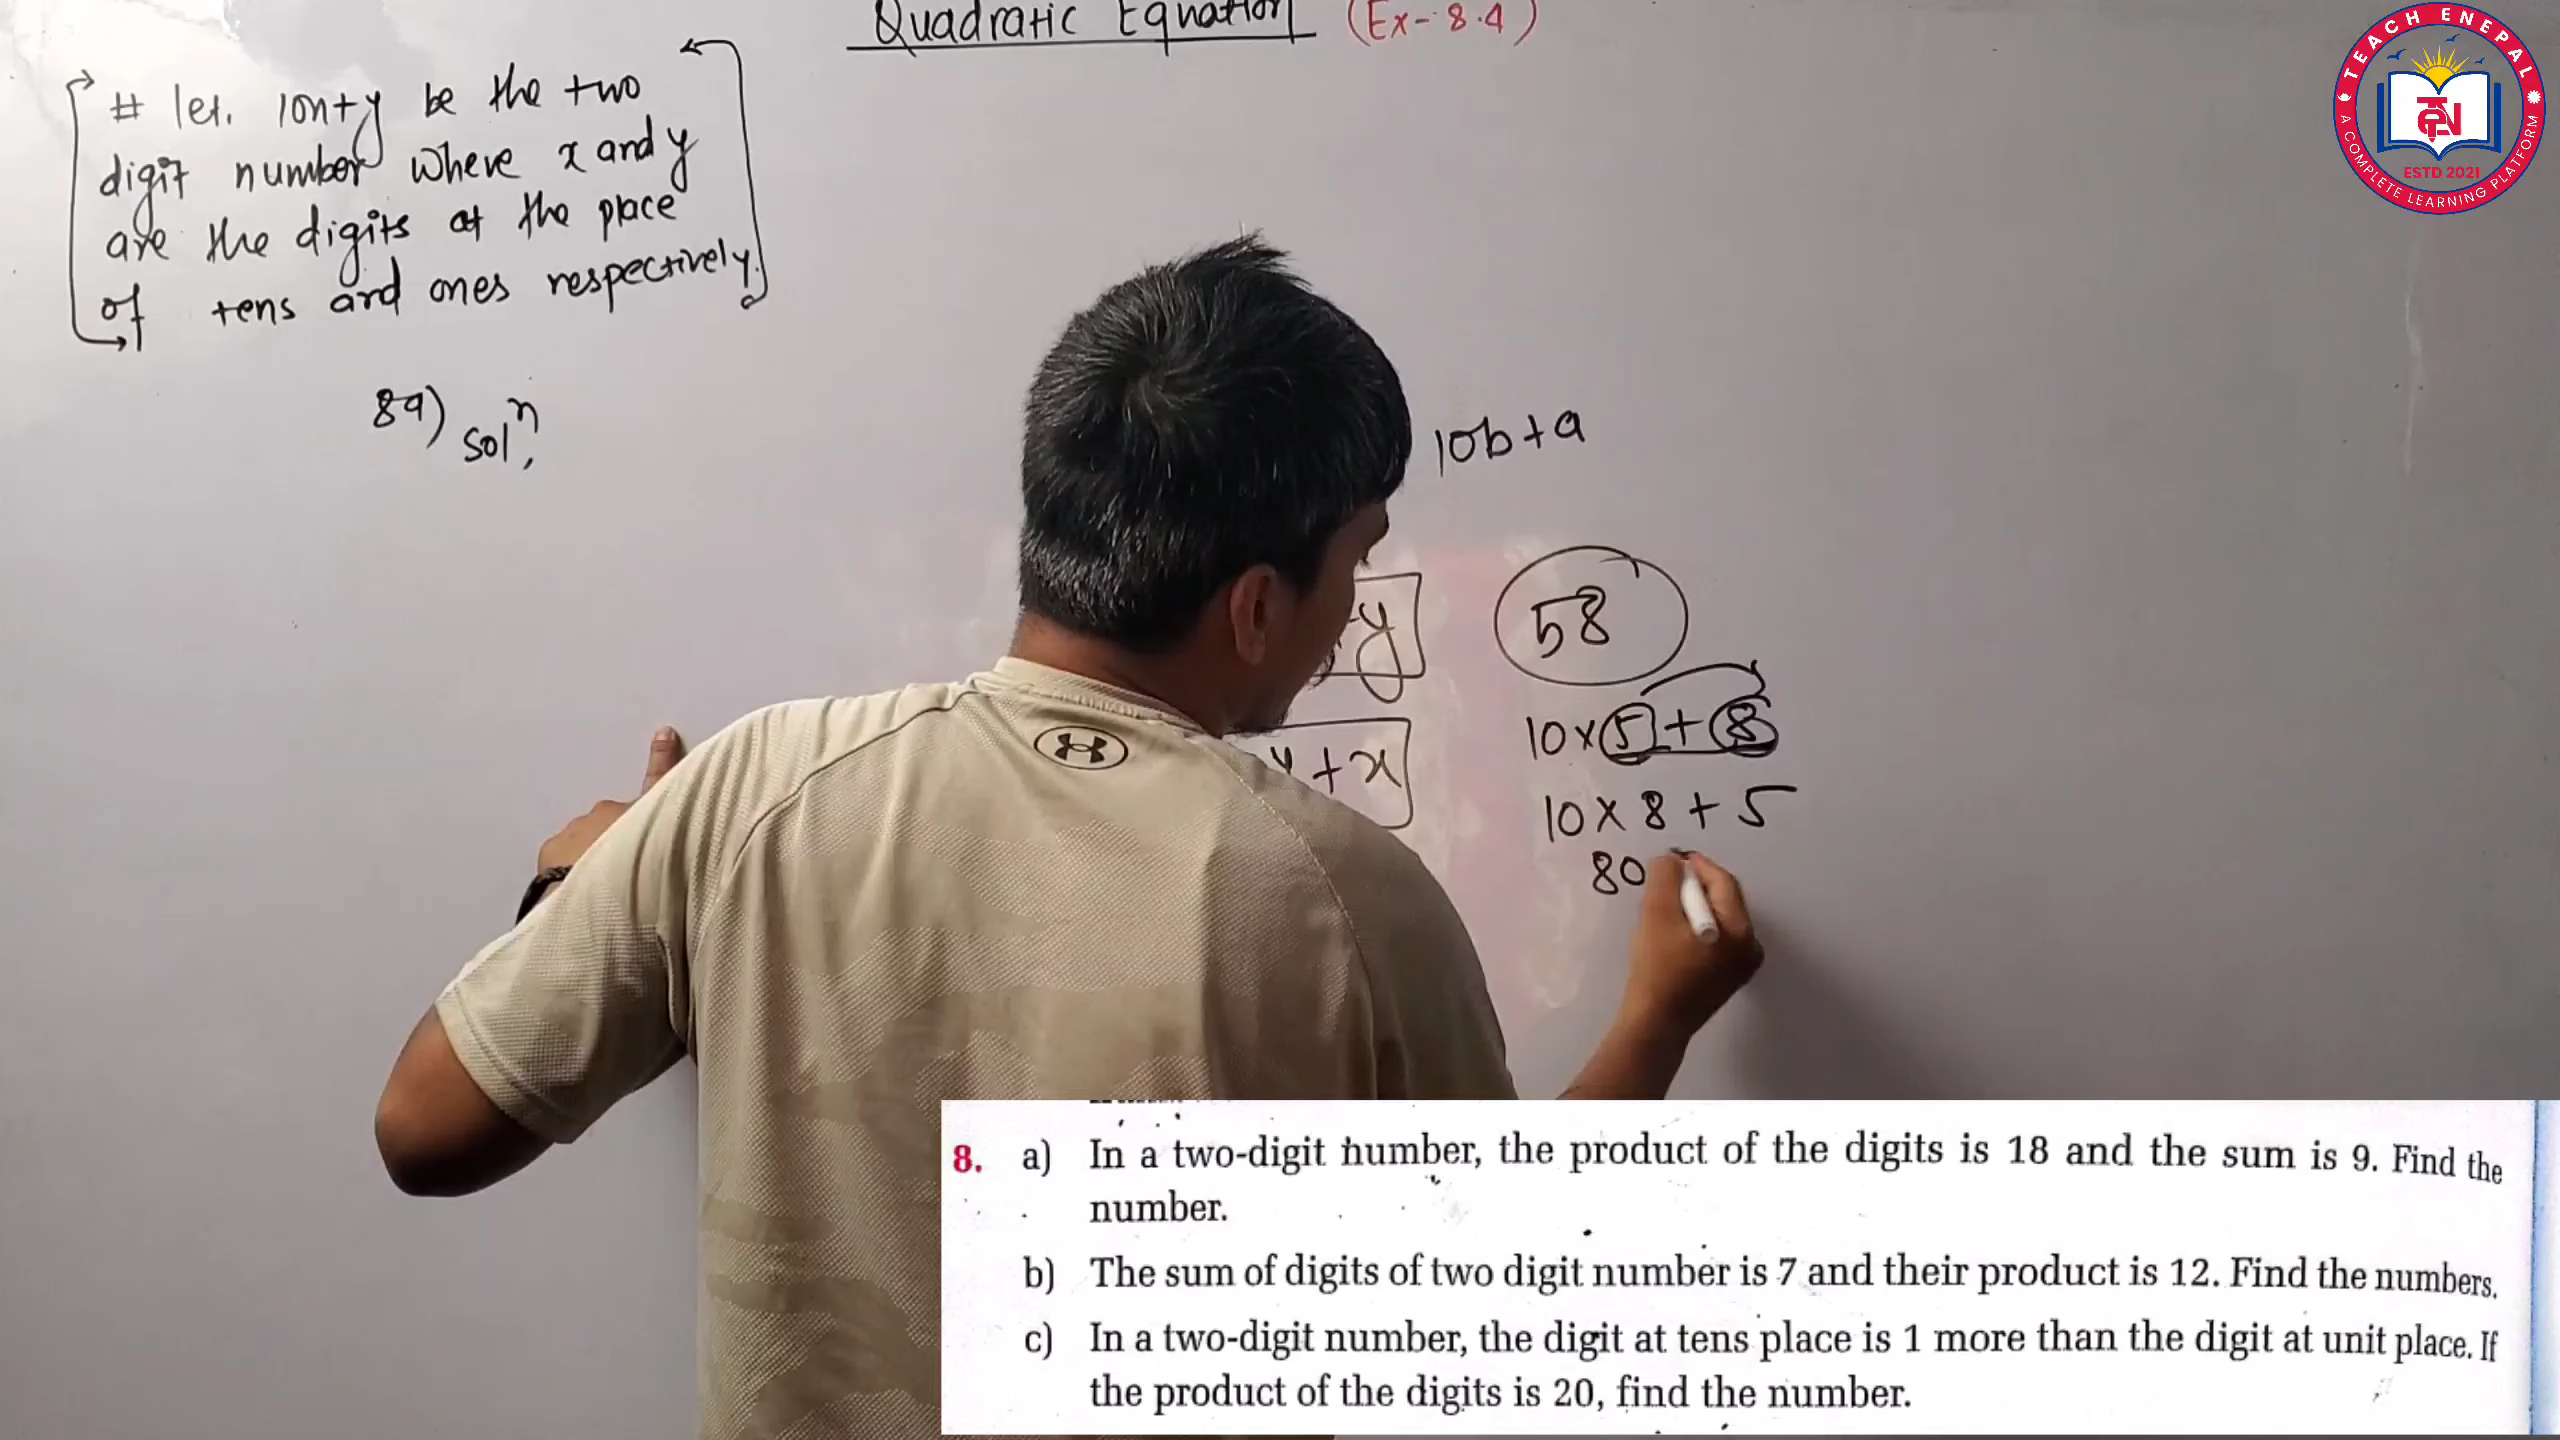 Quadratic Equation (Ex- 8.4)
# let. 10x+y be the two
digit number where x and y
are the digits at the place
of tens and ones respectively.
8a) solⁿ,
10b+a
y
58
10×5+8
y+x
10×8+5
80
TEACH ENEPAL
ESTD 2021
A COMPLETE LEARNING PLATFORM
8. a) In a two-digit number, the product of the digits is 18 and the sum is 9. Find the
number.
b) The sum of digits of two digit number is 7 and their product is 12. Find the numbers.
c) In a two-digit number, the digit at tens place is 1 more than the digit at unit place. If
the product of the digits is 20, find the number.